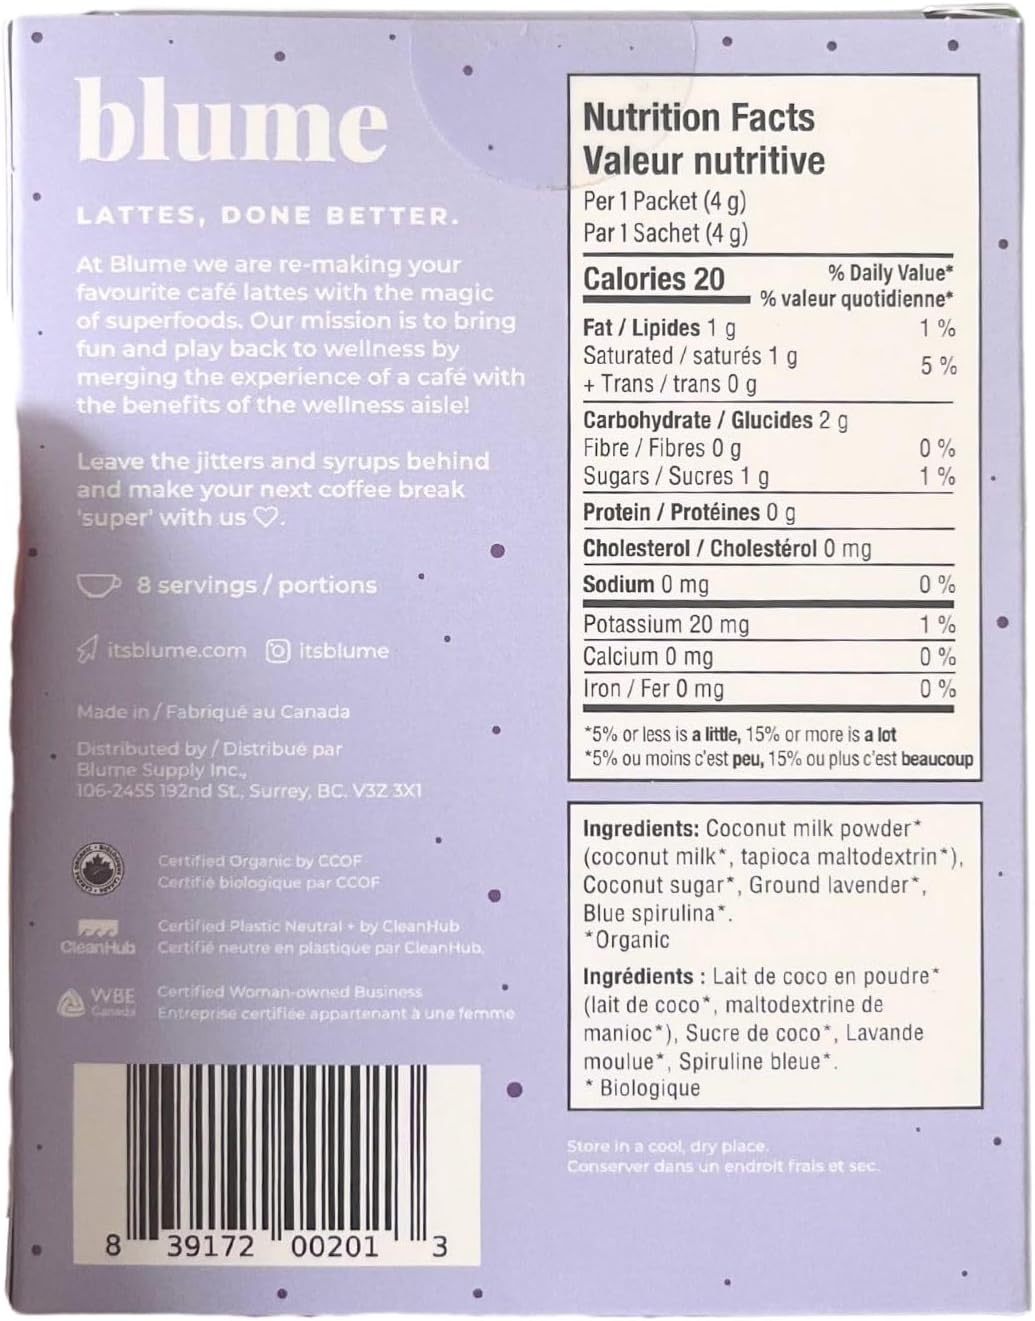 blume
LATTES, DONE BETTER.
At Blume we are re-making your
favourite café lattes with the magic
of superfoods. Our mission is to bring
fun and play back to wellness by
merging the experience of a café with
the benefits of the wellness aisle!
Leave the jitters and syrups behind
and make your next coffee break
'super' with us ♡.
8 servings / portions
itsblume.com itsblume
Made in / Fabriqué au Canada
Distributed by / Distribué par
Blume Supply Inc.,
106-2455 192nd St., Surrey, BC. V3Z 3X1
Certified Organic by CCOF
Certifié biologique par CCOF
CleanHub
Certified Plastic Neutral + by CleanHub
Certifié neutre en plastique par CleanHub.
WBE
Canada
Certified Woman-owned Business
Entreprise certifiée appartenant à une femme
8 39172 00201 3
Nutrition Facts
Valeur nutritive
Per 1 Packet (4 g)
Par 1 Sachet (4 g)
Calories 20
% Daily Value*
% valeur quotidienne*
Fat / Lipides 1 g 1 %
Saturated / saturés 1 g
+ Trans / trans 0 g
5 %
Carbohydrate / Glucides 2 g
Fibre / Fibres 0 g 0 %
Sugars / Sucres 1 g 1 %
Protein / Protéines 0 g
Cholesterol / Cholestérol 0 mg
Sodium 0 mg 0 %
Potassium 20 mg 1 %
Calcium 0 mg 0 %
Iron / Fer 0 mg 0 %
*5% or less is a little, 15% or more is a lot
*5% ou moins c'est peu, 15% ou plus c'est beaucoup
Ingredients: Coconut milk powder*
(coconut milk*, tapioca maltodextrin*),
Coconut sugar*, Ground lavender*,
Blue spirulina*.
*Organic
Ingrédients : Lait de coco en poudre*
(lait de coco*, maltodextrine de
manioc*), Sucre de coco*, Lavande
moulue*, Spiruline bleue*.
* Biologique
Store in a cool, dry place.
Conserver dans un endroit frais et sec.